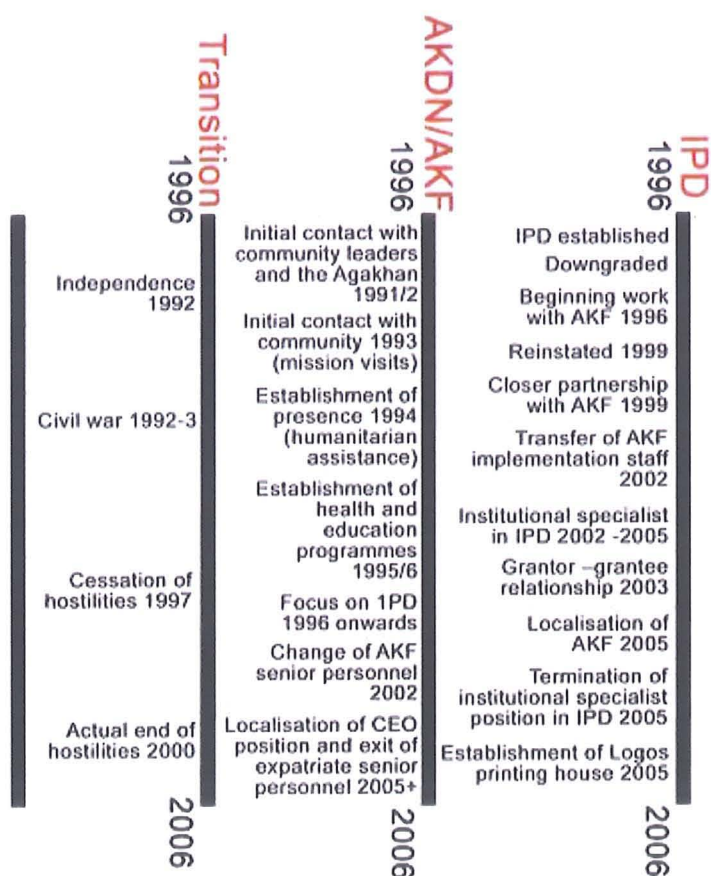 Transition
1996
Independence
1992
Civil war 1992-3
Cessation of
hostilities 1997
Actual end of
hostilities 2000
2006
AKDN/AKF
1996
Initial contact with
community leaders
and the Agakhan
1991/2
Initial contact with
community 1993
(mission visits)
Establishment of
presence 1994
(humanitarian
assistance)
Establishment of
health and
education
programmes
1995/6
Focus on 1PD
1996 onwards
Change of AKF
senior personnel
2002
Localisation of CEO
position and exit of
expatriate senior
personnel 2005+
2006
IPD
1996
IPD established
Downgraded
Beginning work
with AKF 1996
Reinstated 1999
Closer partnership
with AKF 1999
Transfer of AKF
implementation staff
2002
Institutional specialist
in IPD 2002 -2005
Grantor –grantee
relationship 2003
Localisation of
AKF 2005
Termination of
institutional specialist
position in IPD 2005
Establishment of Logos
printing house 2005
2006